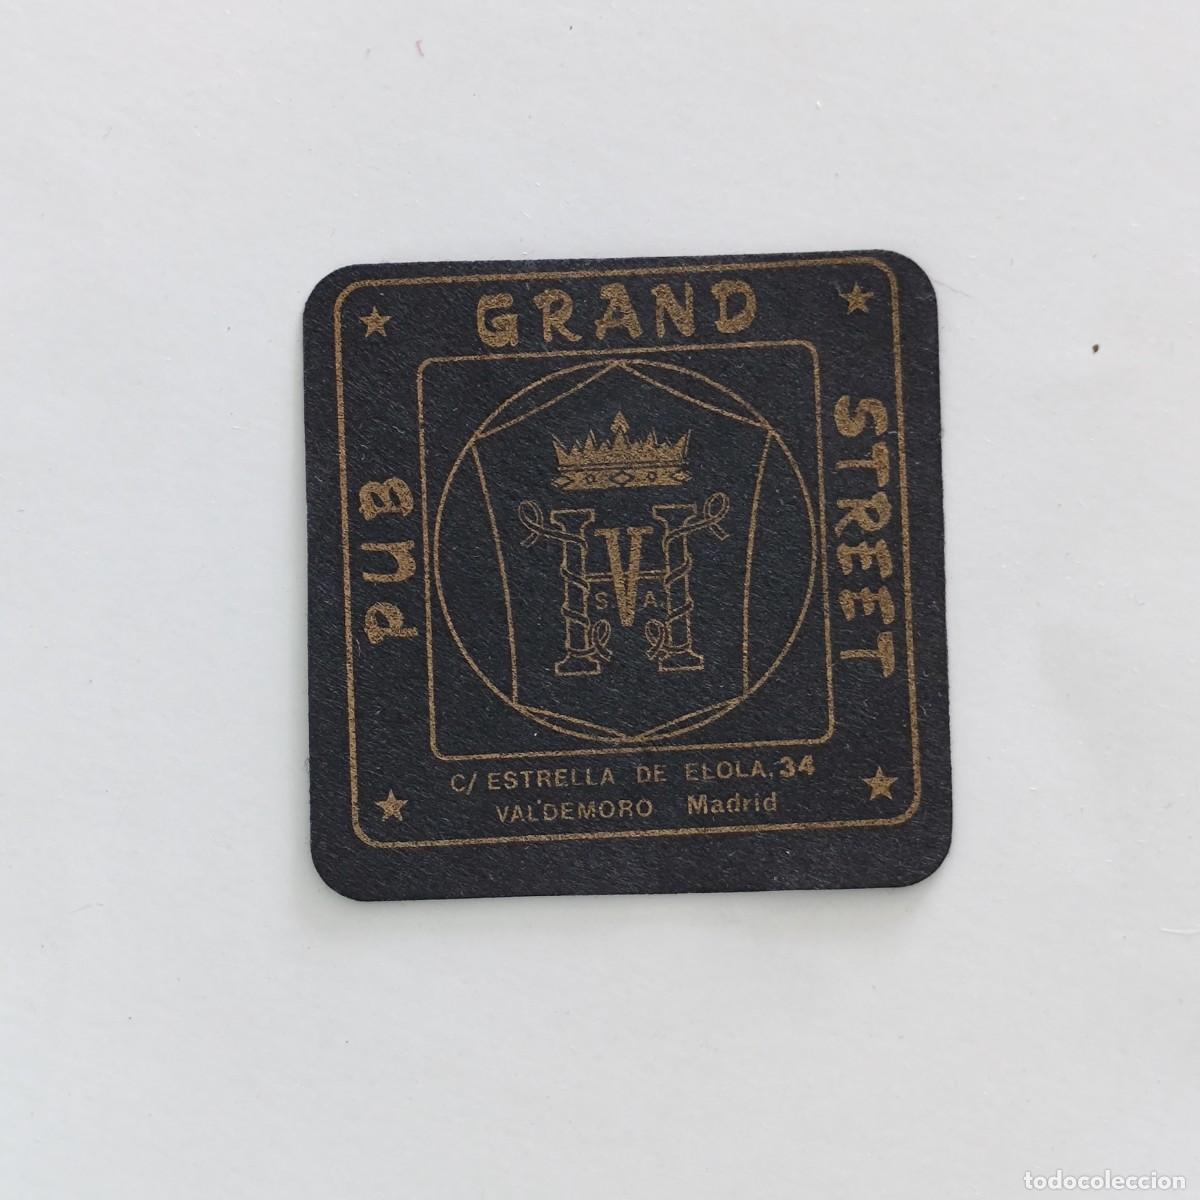 PUB
GRAND
STREET
H
V
S. A.
C/ ESTRELLA DE ELOLA, 34
VALDEMORO Madrid
todocoleccion